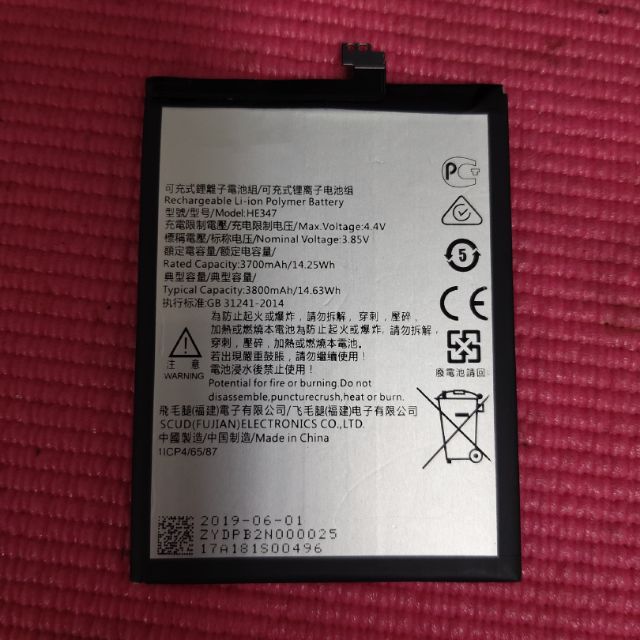 可充式鋰離子電池組/可充式锂离子电池组
Rechargeable Li-ion Polymer Battery
型號/型号/Model:HE347
充電限制電壓/充电限制电压/Max.Voltage:4.4V
標稱電壓/标称电压/Nominal Voltage:3.85V
額定電容量/额定电容量/
Rated Capacity:3700mAh/14.25Wh
典型容量/典型容量/
Typical Capacity:3800mAh/14.63Wh
执行标准:GB 31241-2014
為防止起火或爆炸，請勿拆解，穿刺，壓碎，
加熱或燃燒本電池為防止起火或爆炸，請勿拆解，
穿刺，壓碎，加熱或燃燒本電池。
若出現嚴重鼓脹，請勿繼續使用！
電池浸水後禁止使用！
注 意
WARNING
Potential for fire or burning.Do not
disassemble,puncturecrush,heat or burn.
飛毛腿(福建)電子有限公司/飞毛腿(福建)电子有限公司
SCUD(FUJIAN)ELECTRONICS CO.,LTD.
中國製造/中国制造/Made in China
1ICP4/65/87
PG
5
CE
廢電池請回收
2019-06-01
ZYDPB2N000025
17A181S00496